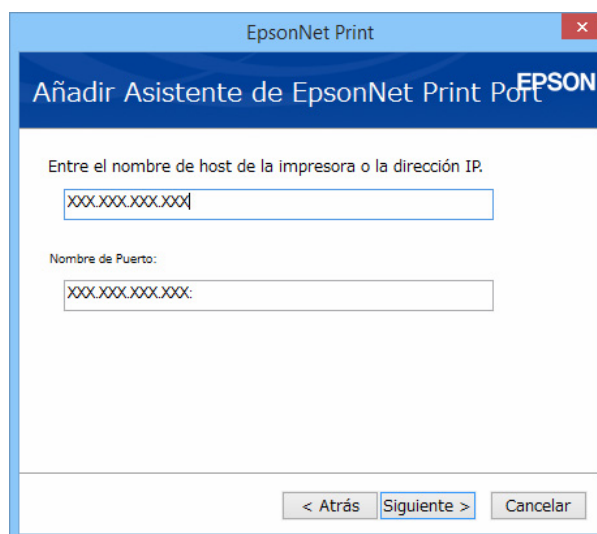 EpsonNet Print
Añadir Asistente de EpsonNet Print Port
EPSON
Entre el nombre de host de la impresora o la dirección IP.
XXX.XXX.XXX.XXX
Nombre de Puerto:
XXX.XXX.XXX.XXX:
< Atrás
Siguiente >
Cancelar